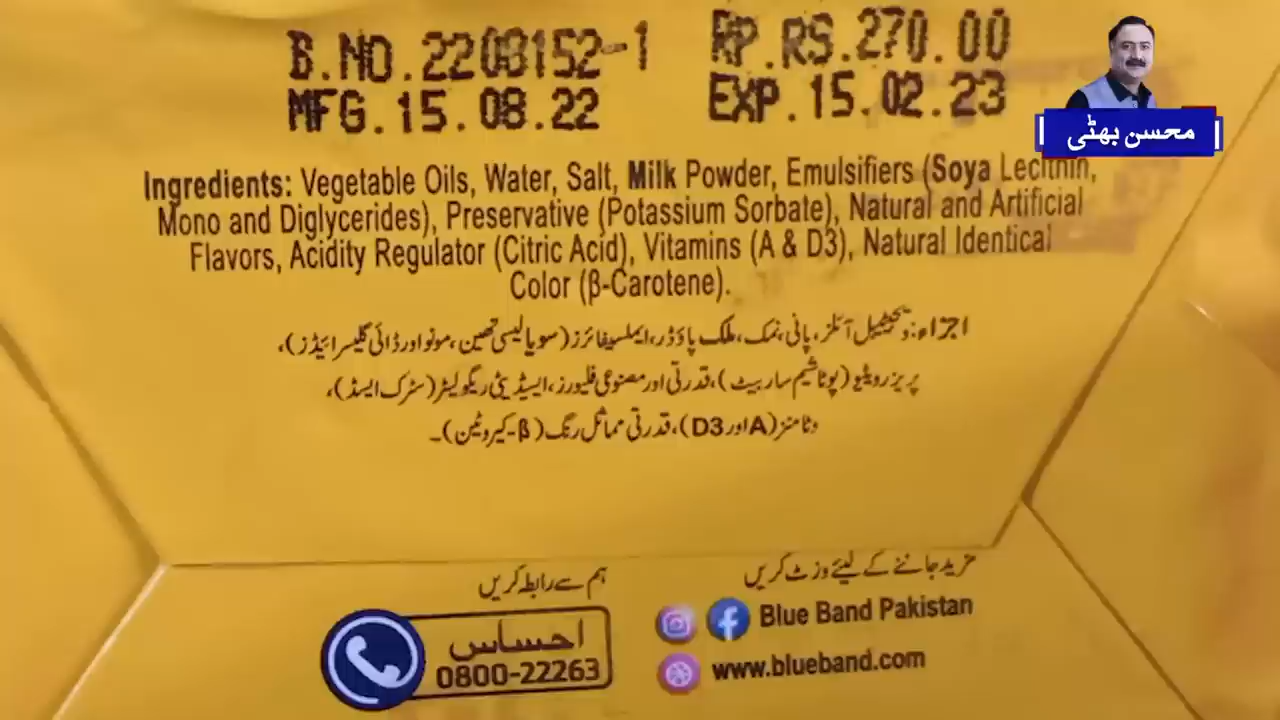 B.NO.2208152-1 RP.RS.270.00
MFG.15.08.22 EXP.15.02.23
محسن بھٹی
Ingredients: Vegetable Oils, Water, Salt, Milk Powder, Emulsifiers (Soya Lecithin,
Mono and Diglycerides), Preservative (Potassium Sorbate), Natural and Artificial
Flavors, Acidity Regulator (Citric Acid), Vitamins (A & D3), Natural Identical
Color (β-Carotene).
اجزاء: ویجیٹیبل آئلز، پانی، نمک، ملک پاؤڈر، ایملسیفائرز (سویا لیسی تھین، مونو اور ڈائی گلیسرائیڈز)،
پریزرویٹیو (پوٹاشیم ساربیٹ)، قدرتی اور مصنوعی فلیورز، ایسیڈیٹی ریگولیٹر (سٹرک ایسڈ)،
وٹامنز (A اور D3)، قدرتی مماثل رنگ (β-کیروٹین)۔
مزید جاننے کے لیئے وزٹ کریں
Blue Band Pakistan
www.blueband.com
ہم سے رابطہ کریں
احساس
0800-22263